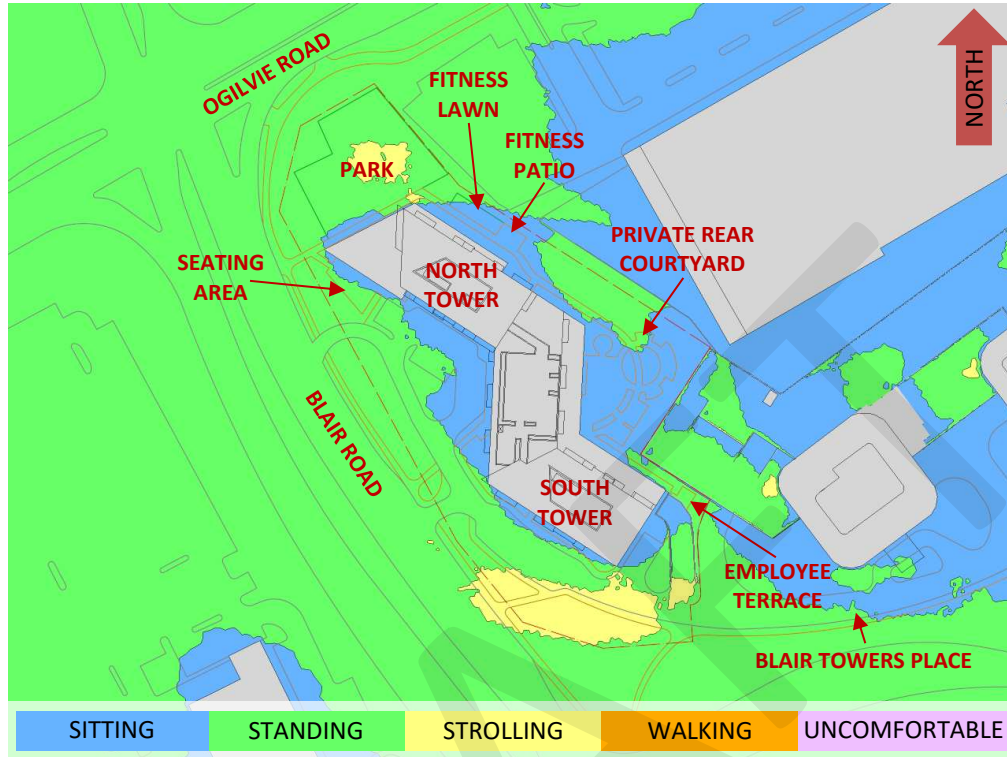 OGILVIE ROAD
FITNESS
LAWN
FITNESS
PATIO
NORTH
PARK
PRIVATE REAR
COURTYARD
SEATING
AREA
NORTH
TOWER
BLAIR ROAD
SOUTH
TOWER
EMPLOYEE
TERRACE
BLAIR TOWERS PLACE
SITTING
STANDING
STROLLING
WALKING
UNCOMFORTABLE